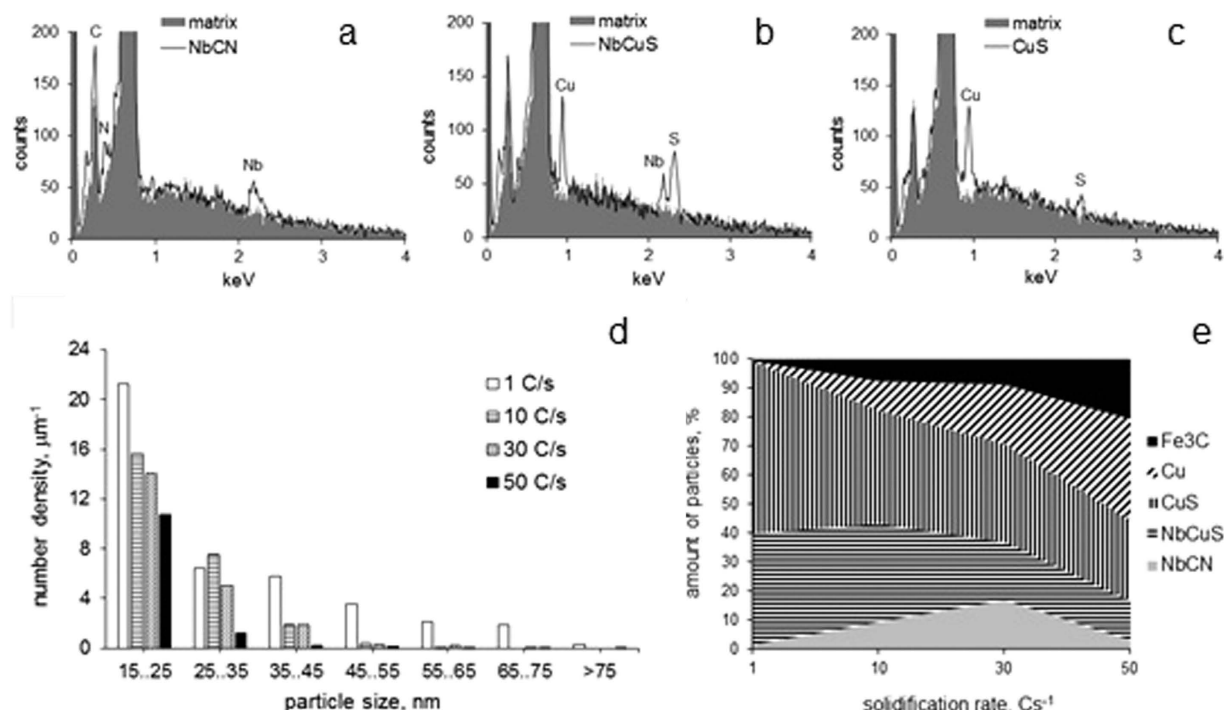 a
matrix
NbCN
200
150
100
50
0
counts
C
N
Nb
0 1 2 3 4
keV
b
matrix
NbCuS
200
150
100
50
0
counts
Cu
Nb
S
0 1 2 3 4
keV
c
matrix
CuS
200
150
100
50
0
counts
Cu
S
0 1 2 3 4
keV
d
24
20
16
12
8
4
0
number density, µm⁻¹
1 C/s
10 C/s
30 C/s
50 C/s
15..25 25..35 35..45 45..55 55..65 65..75 >75
particle size, nm
e
100
90
80
70
60
50
40
30
20
10
0
amount of particles, %
Fe3C
Cu
CuS
NbCuS
NbCN
1 10 30 50
solidification rate, Cs⁻¹